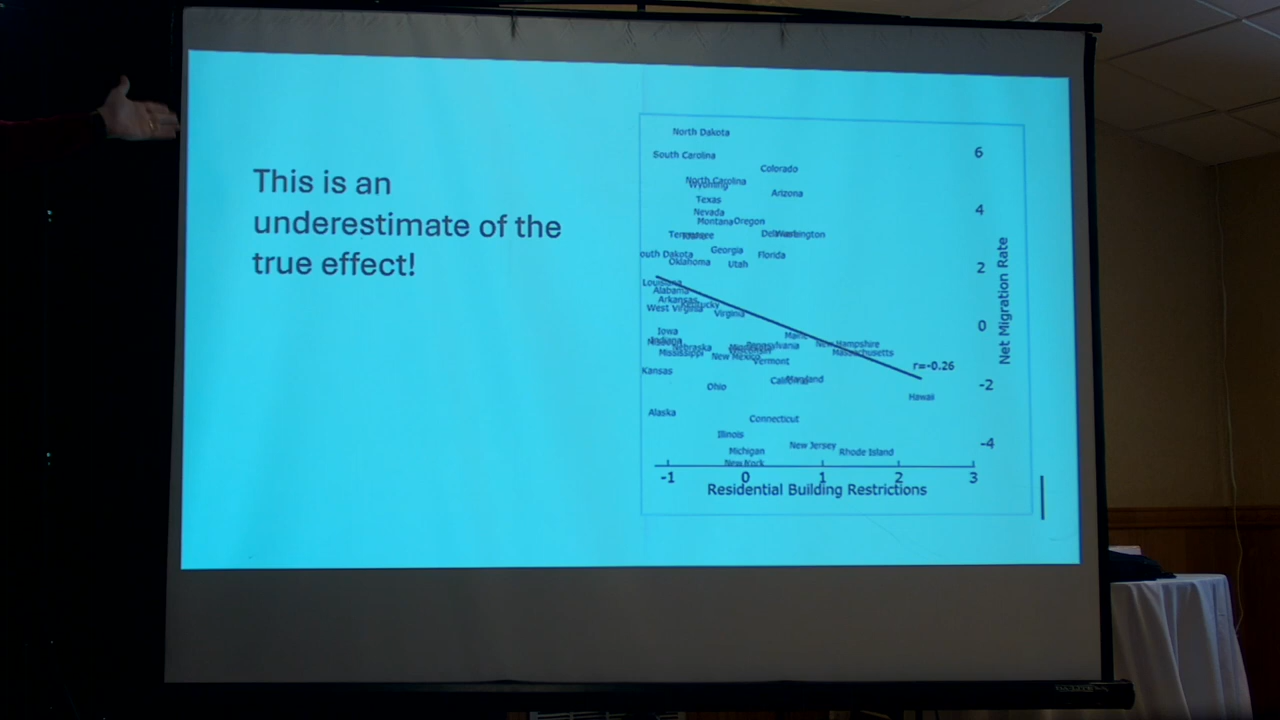 This is an
underestimate of the
true effect!
North Dakota
6
South Carolina
Colorado
North Carolina
Wyoming
Arizona
Texas
4
Nevada
Montana Oregon
Tennessee
Delaware Washington
Georgia
outh Dakota
Florida
Oklahoma
Utah
2
Louisiana
Alabama
Arkansas
Kentucky
West Virginia
Virginia
0
Iowa
Maine
Indiana
New Hampshire
Nebraska
Pennsylvania
Mississippi
New Mexico
Massachusetts
Vermont
r=-0.26
Kansas
California Maryland
-2
Ohio
Hawaii
Alaska
Connecticut
Illinois
New Jersey
-4
Michigan
Rhode Island
New York
Net Migration Rate
-1
0
1
2
3
Residential Building Restrictions